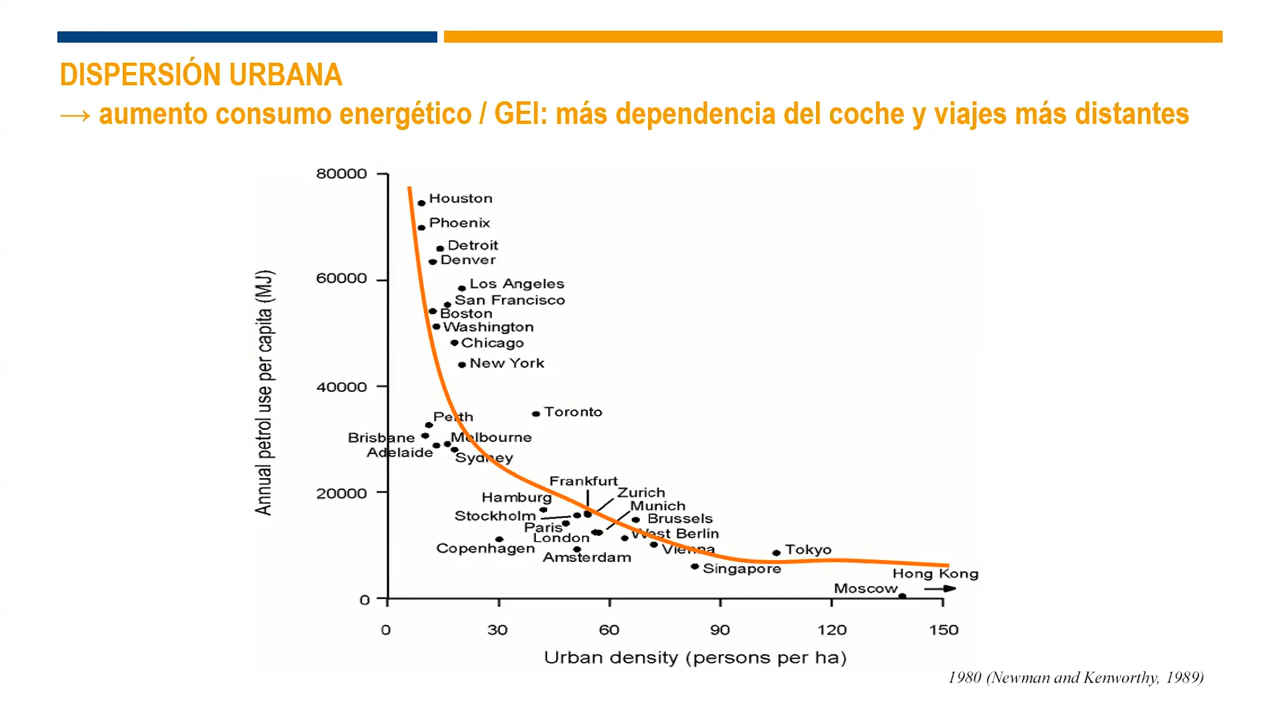 DISPERSIÓN URBANA
→ aumento consumo energético / GEI: más dependencia del coche y viajes más distantes
80000
Houston
Phoenix
Detroit
Denver
60000
Los Angeles
San Francisco
Boston
Washington
Chicago
New York
40000
Toronto
Perth
Brisbane
Melbourne
Adelaide
Sydney
Frankfurt
20000
Hamburg
Zurich
Munich
Stockholm
Brussels
Paris
West Berlin
London
Copenhagen
Vienna
Tokyo
Amsterdam
Singapore
Hong Kong
Moscow
0
Annual petrol use per capita (MJ)
0 30 60 90 120 150
Urban density (persons per ha)
1980 (Newman and Kenworthy, 1989)